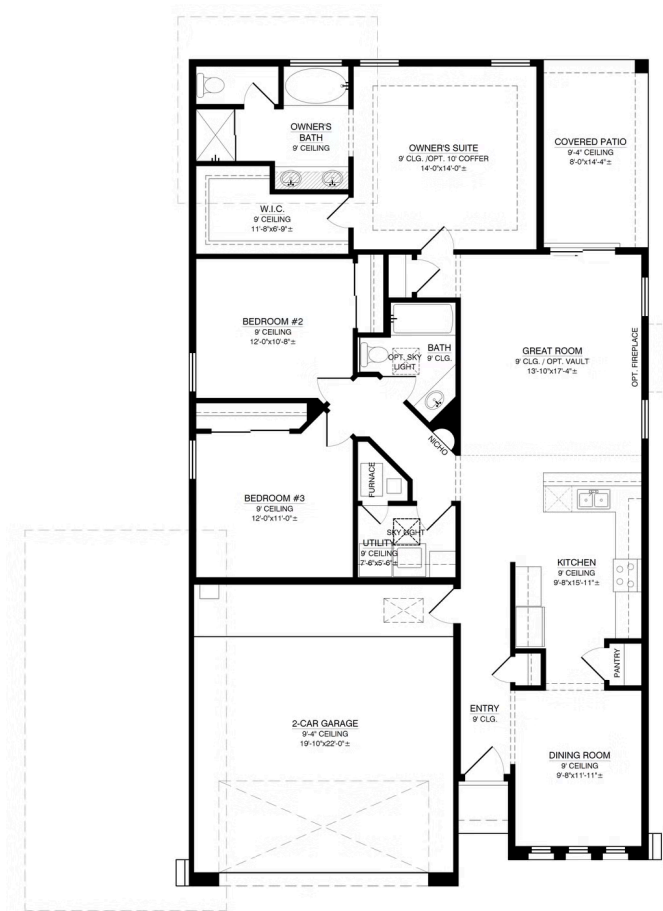 OWNER'S
BATH
9' CEILING
OWNER'S SUITE
9' CLG. /OPT. 10' COFFER
14'-0"x14'-0"±
COVERED PATIO
9'-4" CEILING
8'-0"x14'-4"±
W.I.C.
9' CEILING
11'-8"x6'-9"±
BEDROOM #2
9' CEILING
12'-0"x10'-8"±
BATH
9' CLG.
OPT. SKY
LIGHT
GREAT ROOM
9' CLG. / OPT. VAULT
13'-10"x17'-4"±
OPT. FIREPLACE
NICHO
FURNACE
BEDROOM #3
9' CEILING
12'-0"x11'-0"±
SKY LIGHT
UTILITY
9' CEILING
7'-6"x5'-6"±
KITCHEN
9' CEILING
9'-8"x15'-11"±
PANTRY
ENTRY
9' CLG.
2-CAR GARAGE
9'-4" CEILING
19'-10"x22'-0"±
DINING ROOM
9' CEILING
9'-8"x11'-11"±